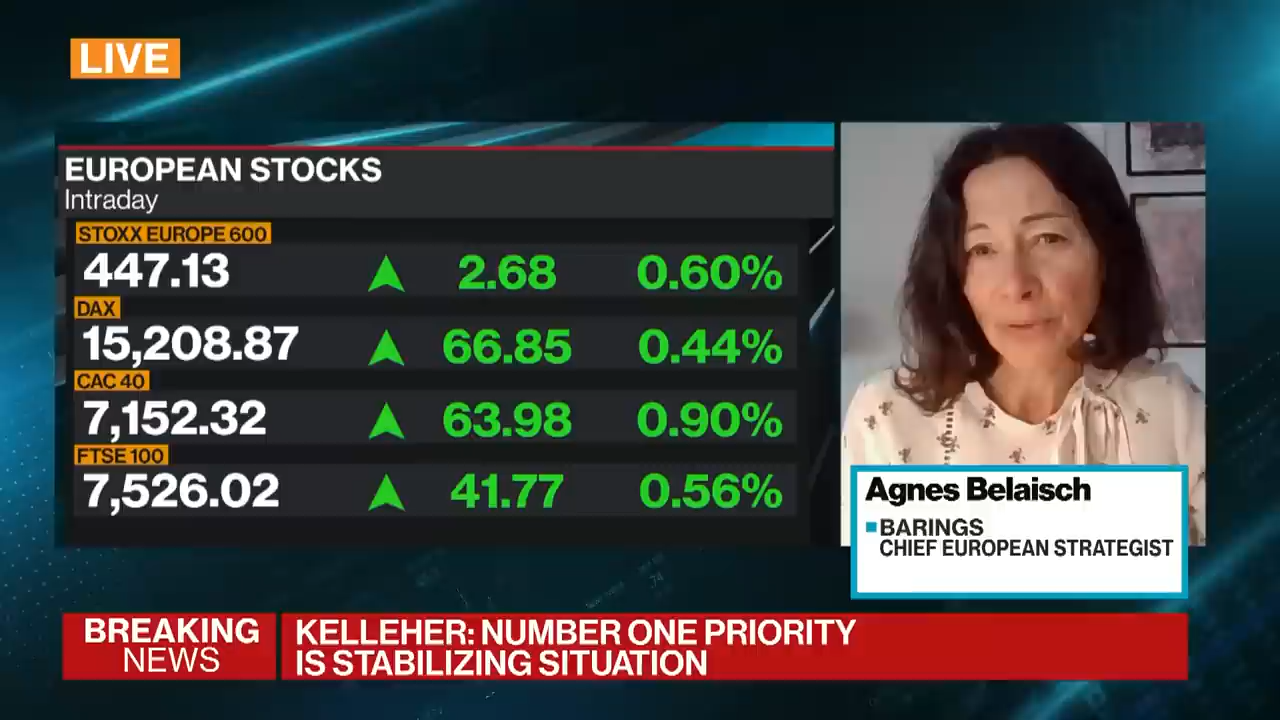 LIVE
EUROPEAN STOCKS
Intraday
STOXX EUROPE 600
447.13 2.68 0.60%
DAX
15,208.87 66.85 0.44%
CAC 40
7,152.32 63.98 0.90%
FTSE 100
7,526.02 41.77 0.56%
Agnes Belaisch
BARINGS
CHIEF EUROPEAN STRATEGIST
BREAKING
NEWS
KELLEHER: NUMBER ONE PRIORITY
IS STABILIZING SITUATION